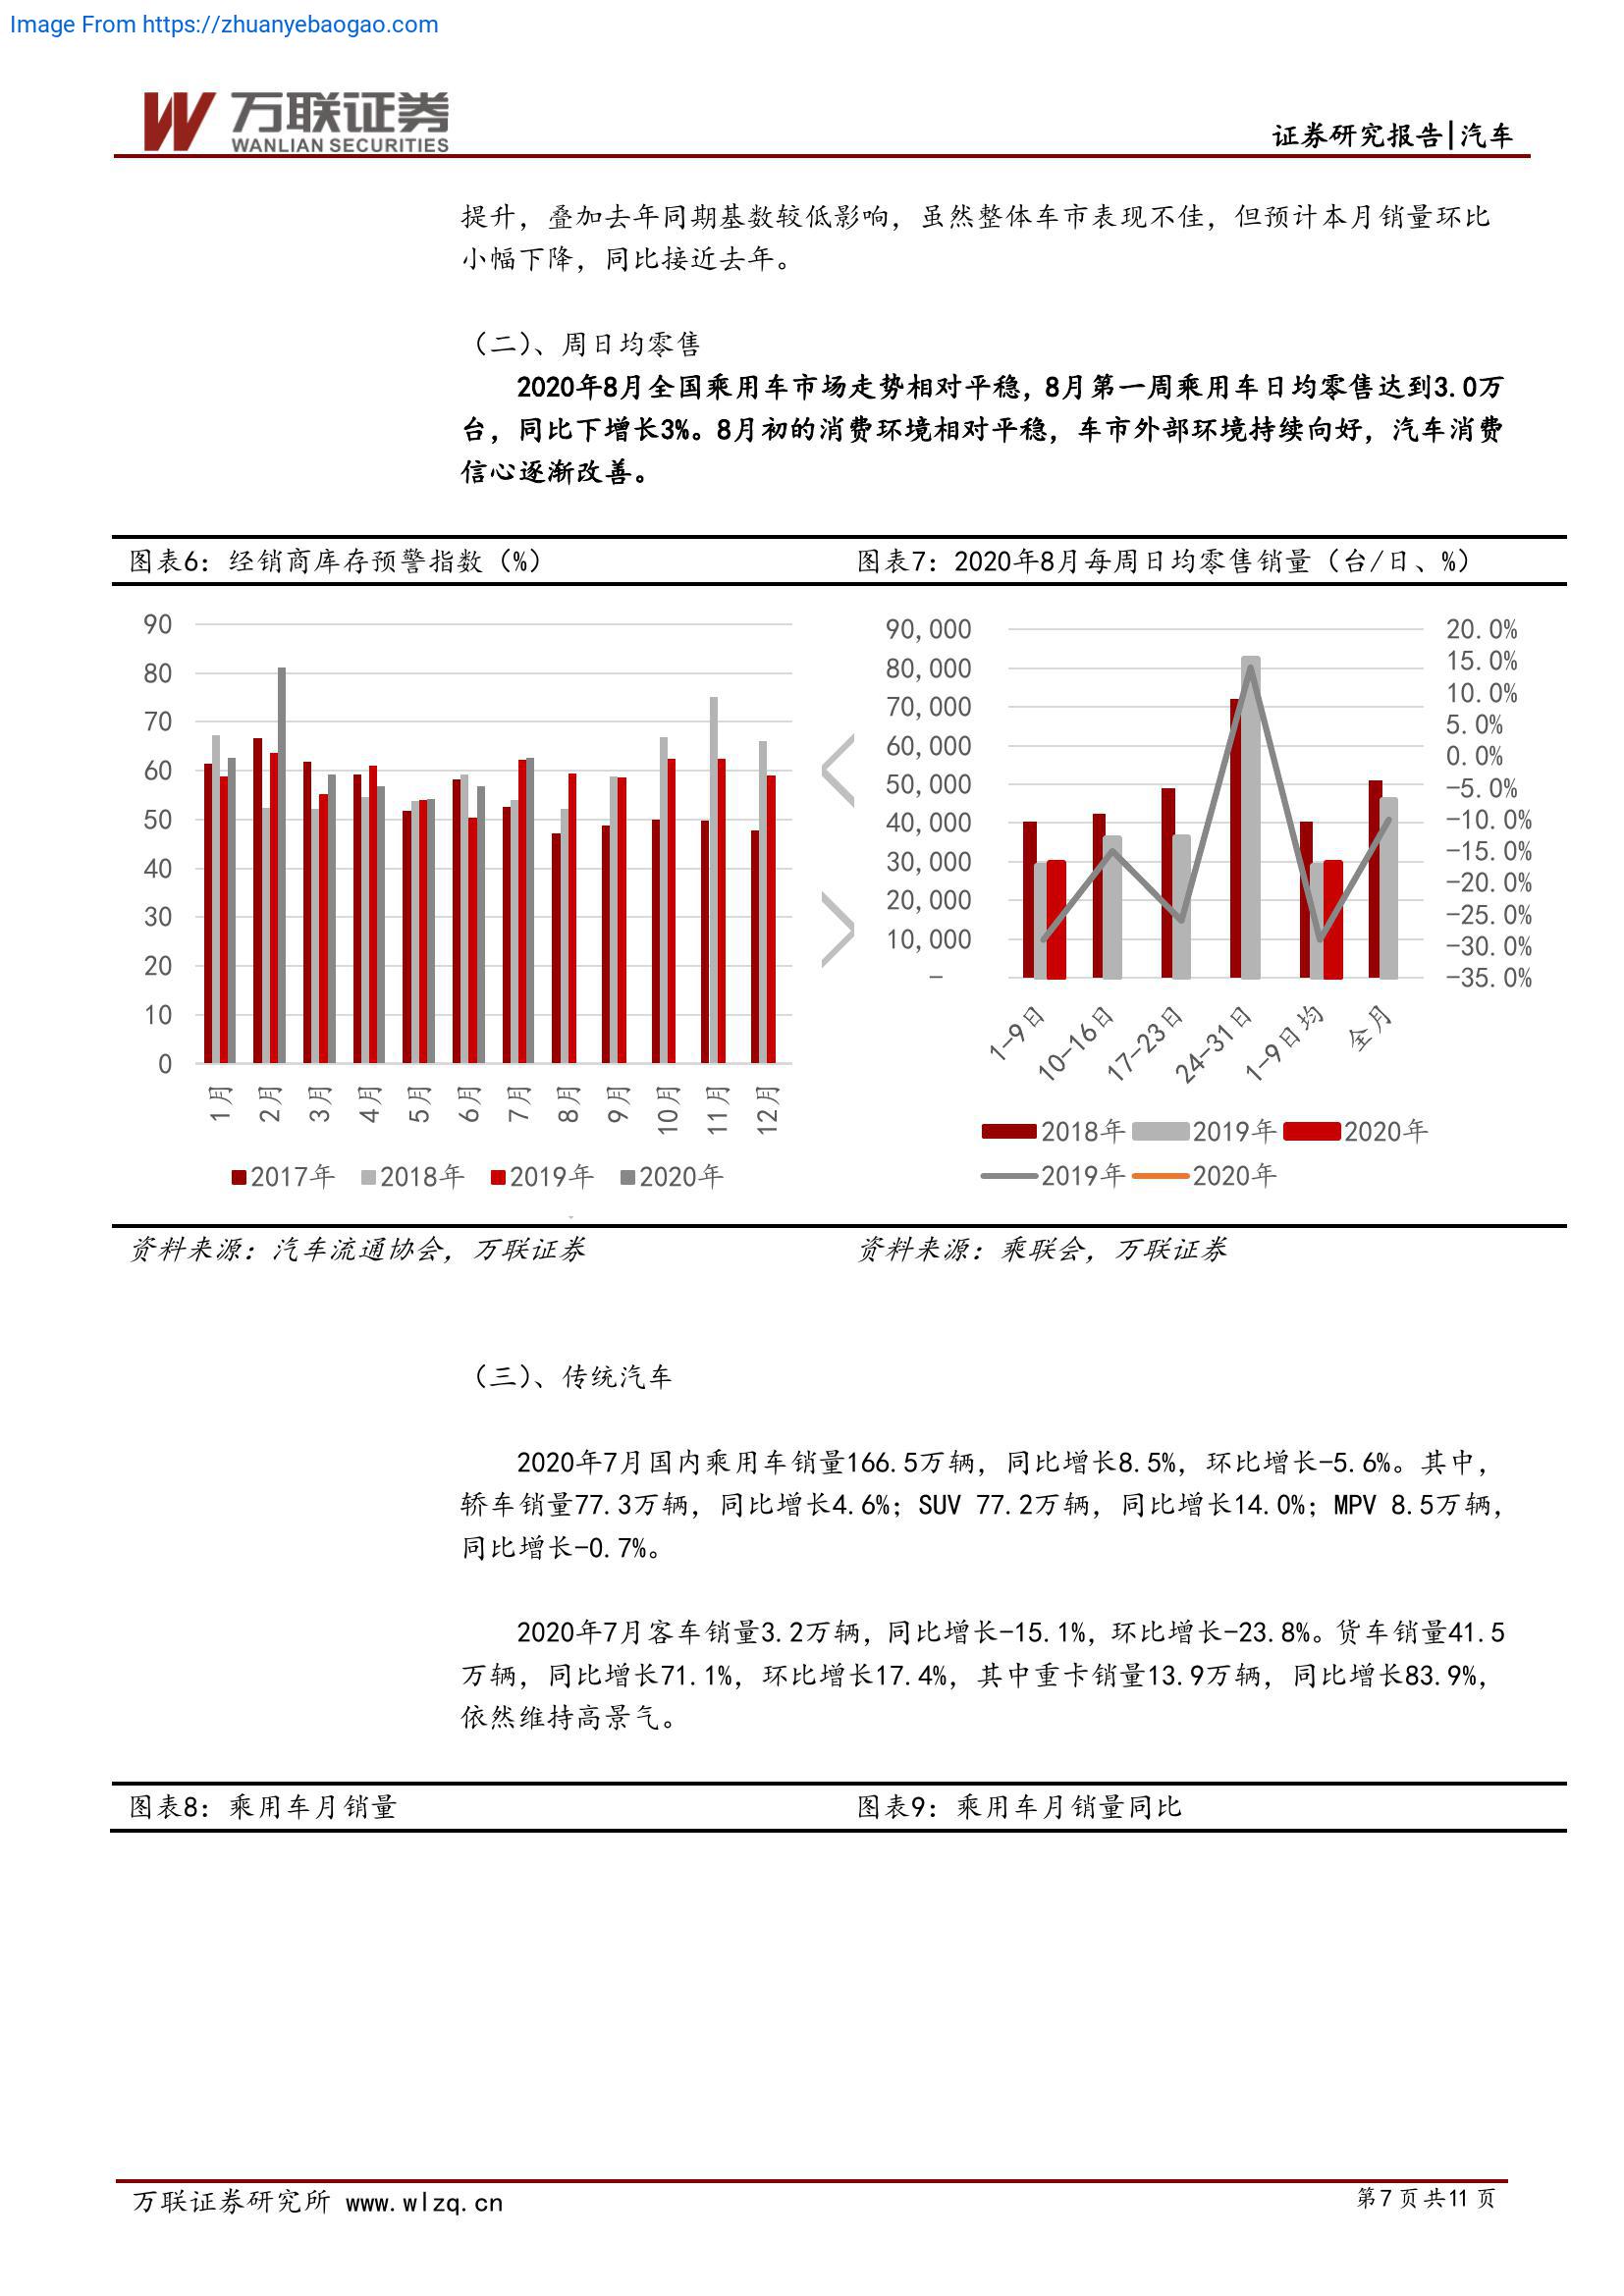 Image From https://zhuanyebaogao.com
万联证券
WANLIAN SECURITIES
证券研究报告|汽车
提升，叠加去年同期基数较低影响，虽然整体车市表现不佳，但预计本月销量环比
小幅下降，同比接近去年。
（二）、周日均零售
2020年8月全国乘用车市场走势相对平稳，8月第一周乘用车日均零售达到3.0万
台，同比下增长3%。8月初的消费环境相对平稳，车市外部环境持续向好，汽车消费
信心逐渐改善。
图表6：经销商库存预警指数（%）
90
80
70
60
50
40
30
20
10
0
1月
2月
3月
4月
5月
6月
7月
8月
9月
10月
11月
12月
2017年 2018年 2019年 2020年
资料来源：汽车流通协会，万联证券
图表7：2020年8月每周日均零售销量（台/日、%）
90,000
80,000
70,000
60,000
50,000
40,000
30,000
20,000
10,000
-
20.0%
15.0%
10.0%
5.0%
0.0%
-5.0%
-10.0%
-15.0%
-20.0%
-25.0%
-30.0%
-35.0%
1-9日
10-16日
17-23日
24-31日
1-9日均
全月
2018年 2019年 2020年
2019年 2020年
资料来源：乘联会，万联证券
（三）、传统汽车
2020年7月国内乘用车销量166.5万辆，同比增长8.5%，环比增长-5.6%。其中，
轿车销量77.3万辆，同比增长4.6%；SUV 77.2万辆，同比增长14.0%；MPV 8.5万辆，
同比增长-0.7%。
2020年7月客车销量3.2万辆，同比增长-15.1%，环比增长-23.8%。货车销量41.5
万辆，同比增长71.1%，环比增长17.4%，其中重卡销量13.9万辆，同比增长83.9%，
依然维持高景气。
图表8：乘用车月销量
图表9：乘用车月销量同比
万联证券研究所 www.wlzq.cn
第7页共11页